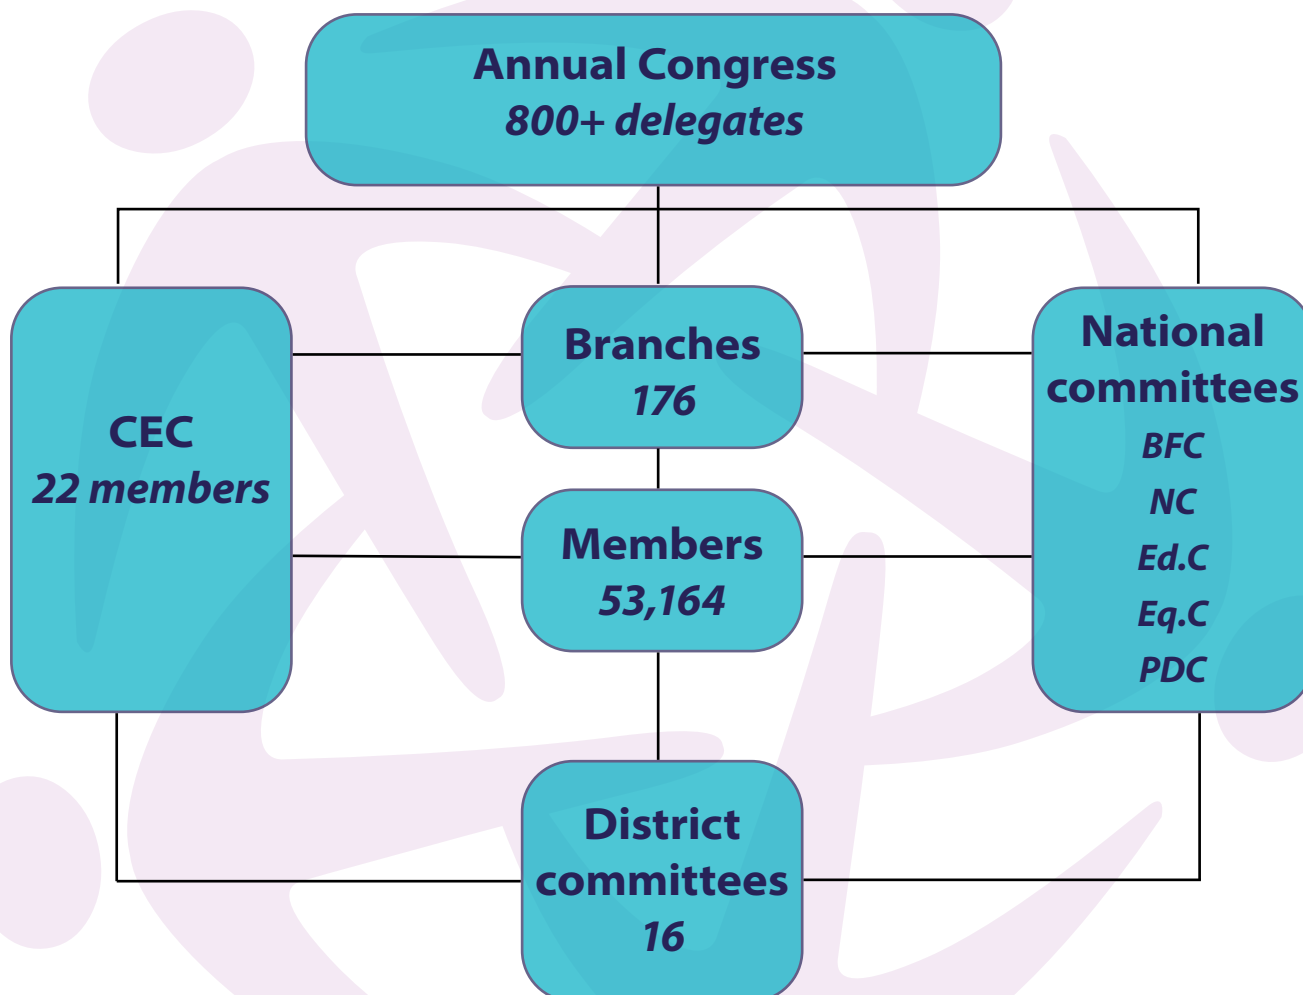 Annual Congress
800+ delegates
CEC
22 members
Branches
176
Members
53,164
National
committees
BFC
NC
Ed.C
Eq.C
PDC
District
committees
16